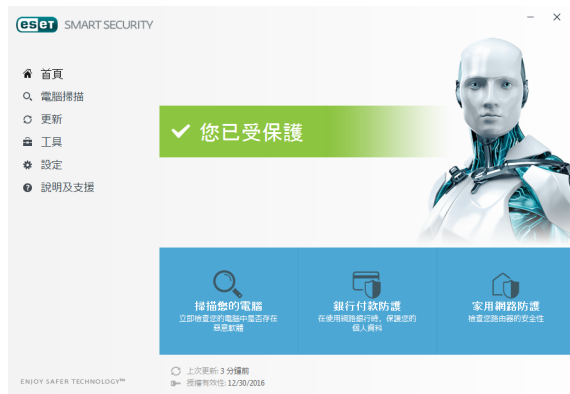 eset SMART SECURITY
首頁
電腦掃描
更新
工具
設定
說明及支援
您已受保護
掃描您的電腦
立即檢查您的電腦中是否存在
惡意軟體
銀行付款防護
在使用網路銀行時，保護您的
個人資料
家用網路防護
檢查您路由器的安全性
上次更新: 3 分鐘前
授權有效性: 12/30/2016
ENJOY SAFER TECHNOLOGY™